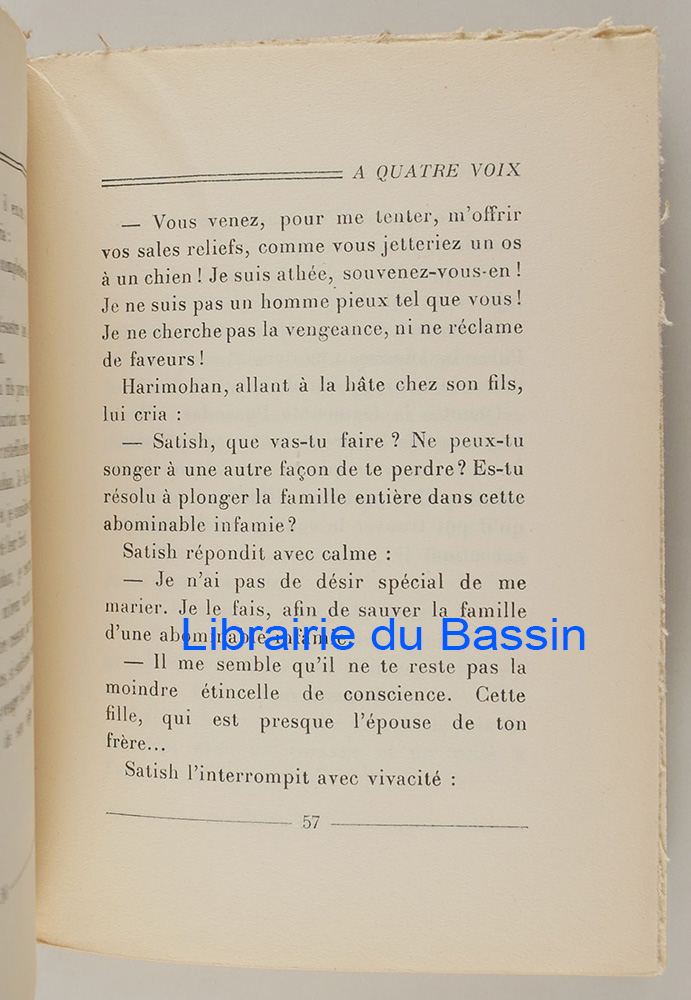 A QUATRE VOIX
— Vous venez, pour me tenter, m'offrir
vos sales reliefs, comme vous jetteriez un os
à un chien ! Je suis athée, souvenez-vous-en !
Je ne suis pas un homme pieux tel que vous !
Je ne cherche pas la vengeance, ni ne réclame
de faveurs !
Harimohan, allant à la hâte chez son fils,
lui cria :
— Satish, que vas-tu faire ? Ne peux-tu
songer à une autre façon de te perdre ? Es-tu
résolu à plonger la famille entière dans cette
abominable infamie ?
Satish répondit avec calme :
— Je n'ai pas de désir spécial de me
marier. Je le fais, afin de sauver la famille
d'une abominable infamie.
Librairie du Bassin
— Il me semble qu'il ne te reste pas la
moindre étincelle de conscience. Cette
fille, qui est presque l'épouse de ton
frère...
Satish l'interrompit avec vivacité :
57